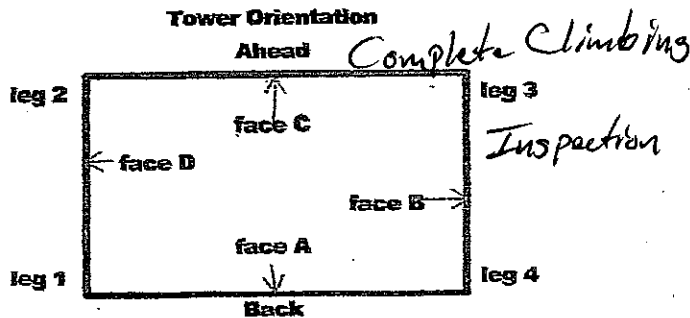 Tower Orientation
Ahead
Complete Climbing
Inspection
leg 2
leg 3
face C
face D
face B
face A
leg 1
leg 4
Back